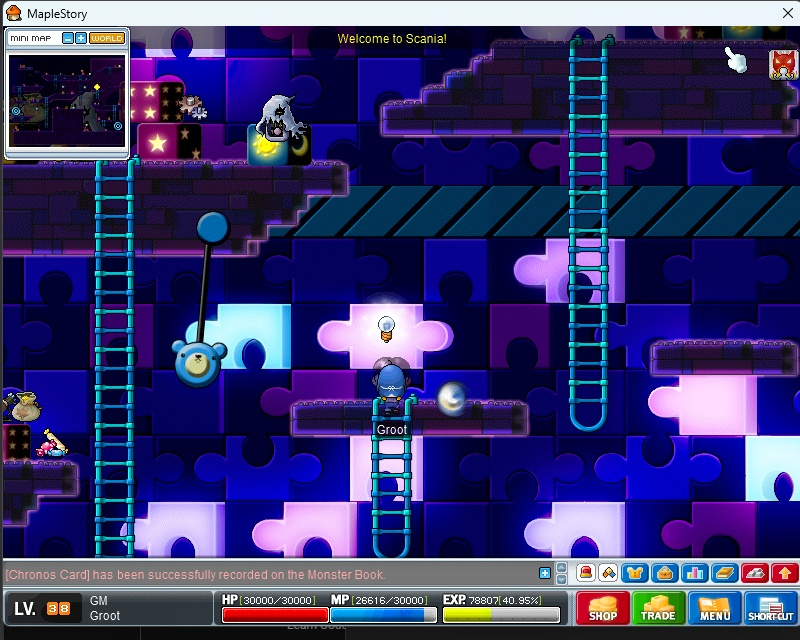 MapleStory
MINI MAP
WORLD
Welcome to Scania!
Groot
[Chronos Card] has been successfully recorded on the Monster Book.
LV. 38
GM
Groot
HP[30000/30000]
MP[26616/30000]
EXP. 78807[40.95%]
SHOP
TRADE
MENU
SHORTCUT